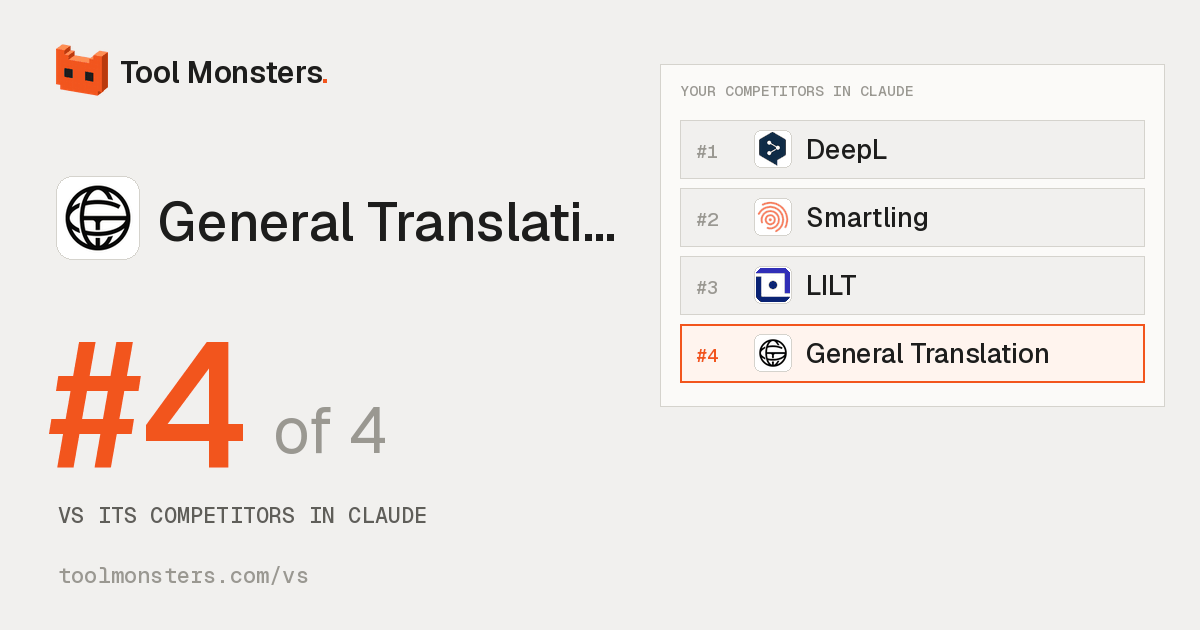 Tool Monsters.
General Translati...
#4 of 4
VS ITS COMPETITORS IN CLAUDE
toolmonsters.com/vs
YOUR COMPETITORS IN CLAUDE
#1 DeepL
#2 Smartling
#3 LILT
#4 General Translation